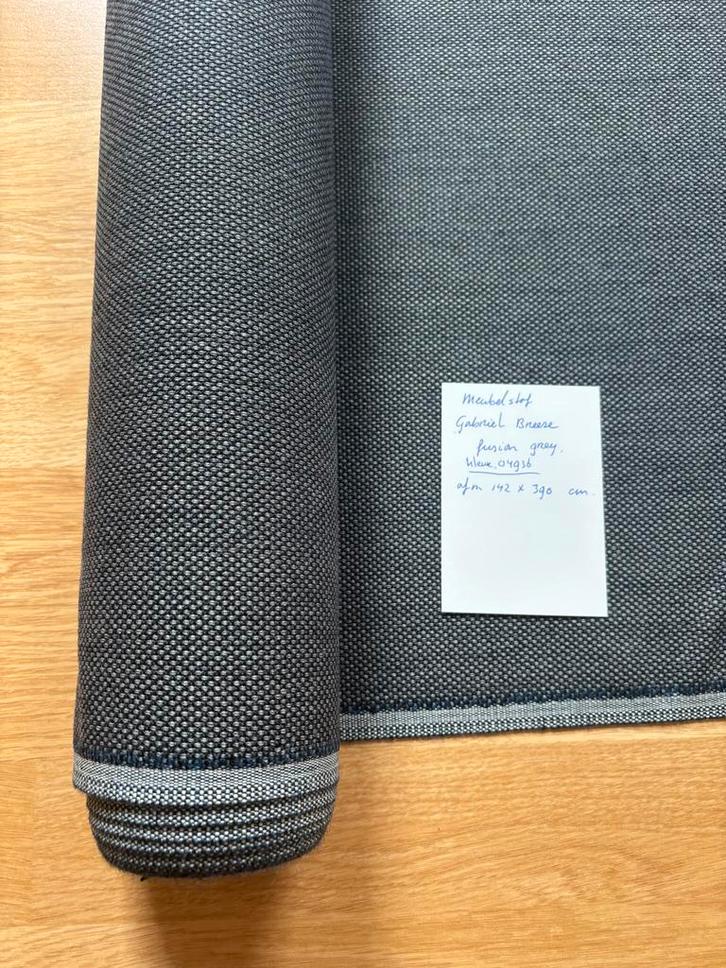 Meubelstof
Gabriel Breeze
fusion grey.
kleur. 04936
afm 142 x 390 cm.